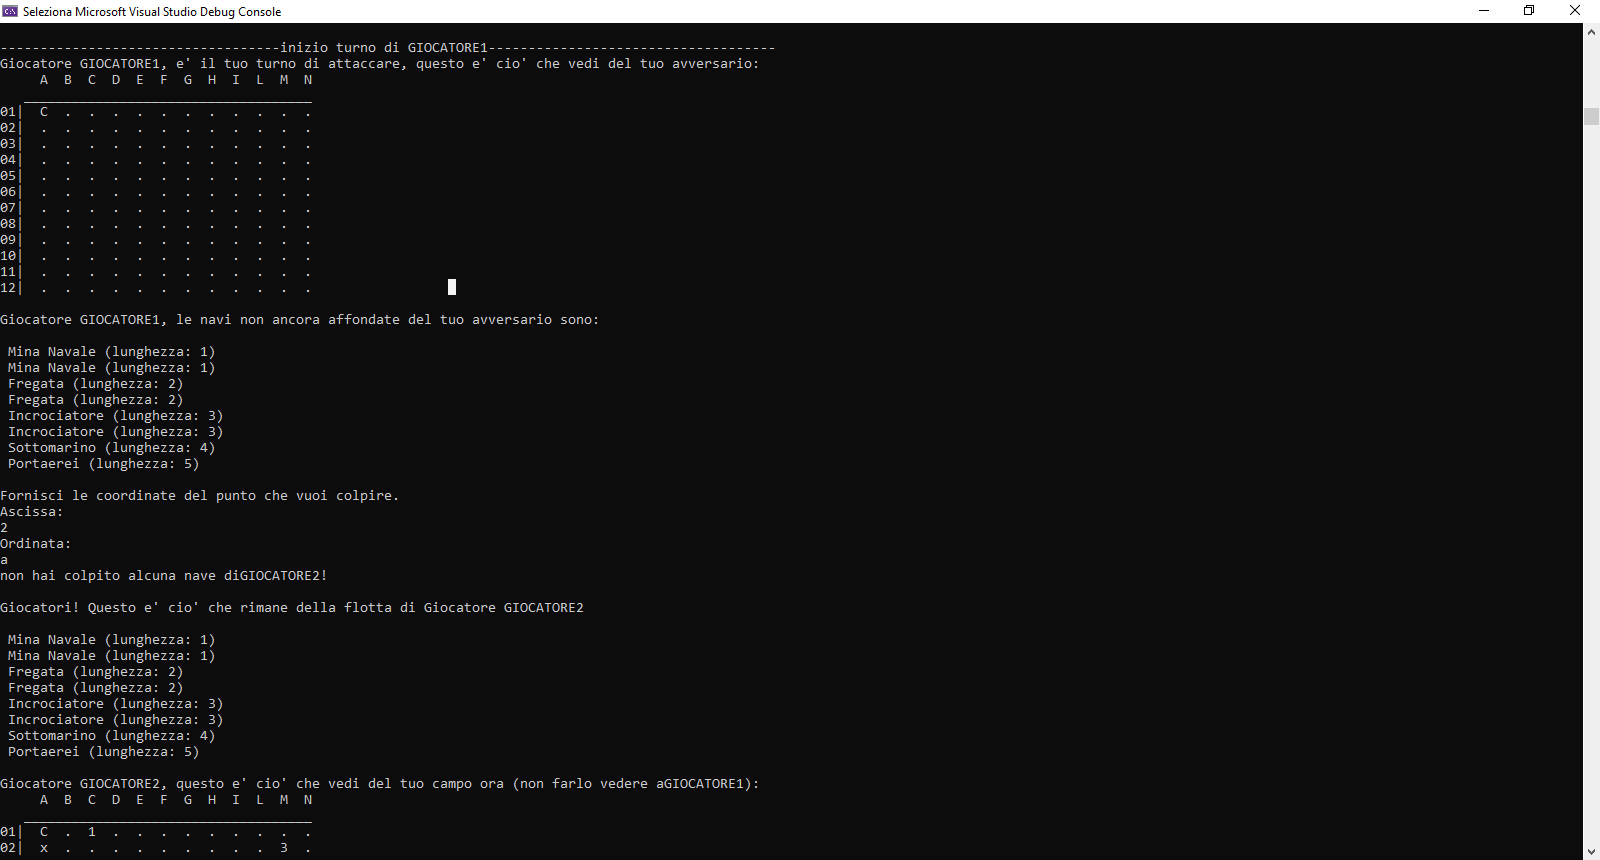 Seleziona Microsoft Visual Studio Debug Console
-----------------------------------inizio turno di GIOCATORE1------------------------------------
Giocatore GIOCATORE1, e' il tuo turno di attaccare, questo e' cio' che vedi del tuo avversario:
     A  B  C  D  E  F  G  H  I  L  M  N
   ____________________________________
01|  C  .  .  .  .  .  .  .  .  .  .  .
02|  .  .  .  .  .  .  .  .  .  .  .  .
03|  .  .  .  .  .  .  .  .  .  .  .  .
04|  .  .  .  .  .  .  .  .  .  .  .  .
05|  .  .  .  .  .  .  .  .  .  .  .  .
06|  .  .  .  .  .  .  .  .  .  .  .  .
07|  .  .  .  .  .  .  .  .  .  .  .  .
08|  .  .  .  .  .  .  .  .  .  .  .  .
09|  .  .  .  .  .  .  .  .  .  .  .  .
10|  .  .  .  .  .  .  .  .  .  .  .  .
11|  .  .  .  .  .  .  .  .  .  .  .  .
12|  .  .  .  .  .  .  .  .  .  .  .  .
Giocatore GIOCATORE1, le navi non ancora affondate del tuo avversario sono:
Mina Navale (lunghezza: 1)
Mina Navale (lunghezza: 1)
Fregata (lunghezza: 2)
Fregata (lunghezza: 2)
Incrociatore (lunghezza: 3)
Incrociatore (lunghezza: 3)
Sottomarino (lunghezza: 4)
Portaerei (lunghezza: 5)
Fornisci le coordinate del punto che vuoi colpire.
Ascissa:
2
Ordinata:
a
non hai colpito alcuna nave diGIOCATORE2!
Giocatori! Questo e' cio' che rimane della flotta di Giocatore GIOCATORE2
Mina Navale (lunghezza: 1)
Mina Navale (lunghezza: 1)
Fregata (lunghezza: 2)
Fregata (lunghezza: 2)
Incrociatore (lunghezza: 3)
Incrociatore (lunghezza: 3)
Sottomarino (lunghezza: 4)
Portaerei (lunghezza: 5)
Giocatore GIOCATORE2, questo e' cio' che vedi del tuo campo ora (non farlo vedere aGIOCATORE1):
     A  B  C  D  E  F  G  H  I  L  M  N
   ____________________________________
01|  C  .  1  .  .  .  .  .  .  .  .  .
02|  x  .  .  .  .  .  .  .  .  .  3  .